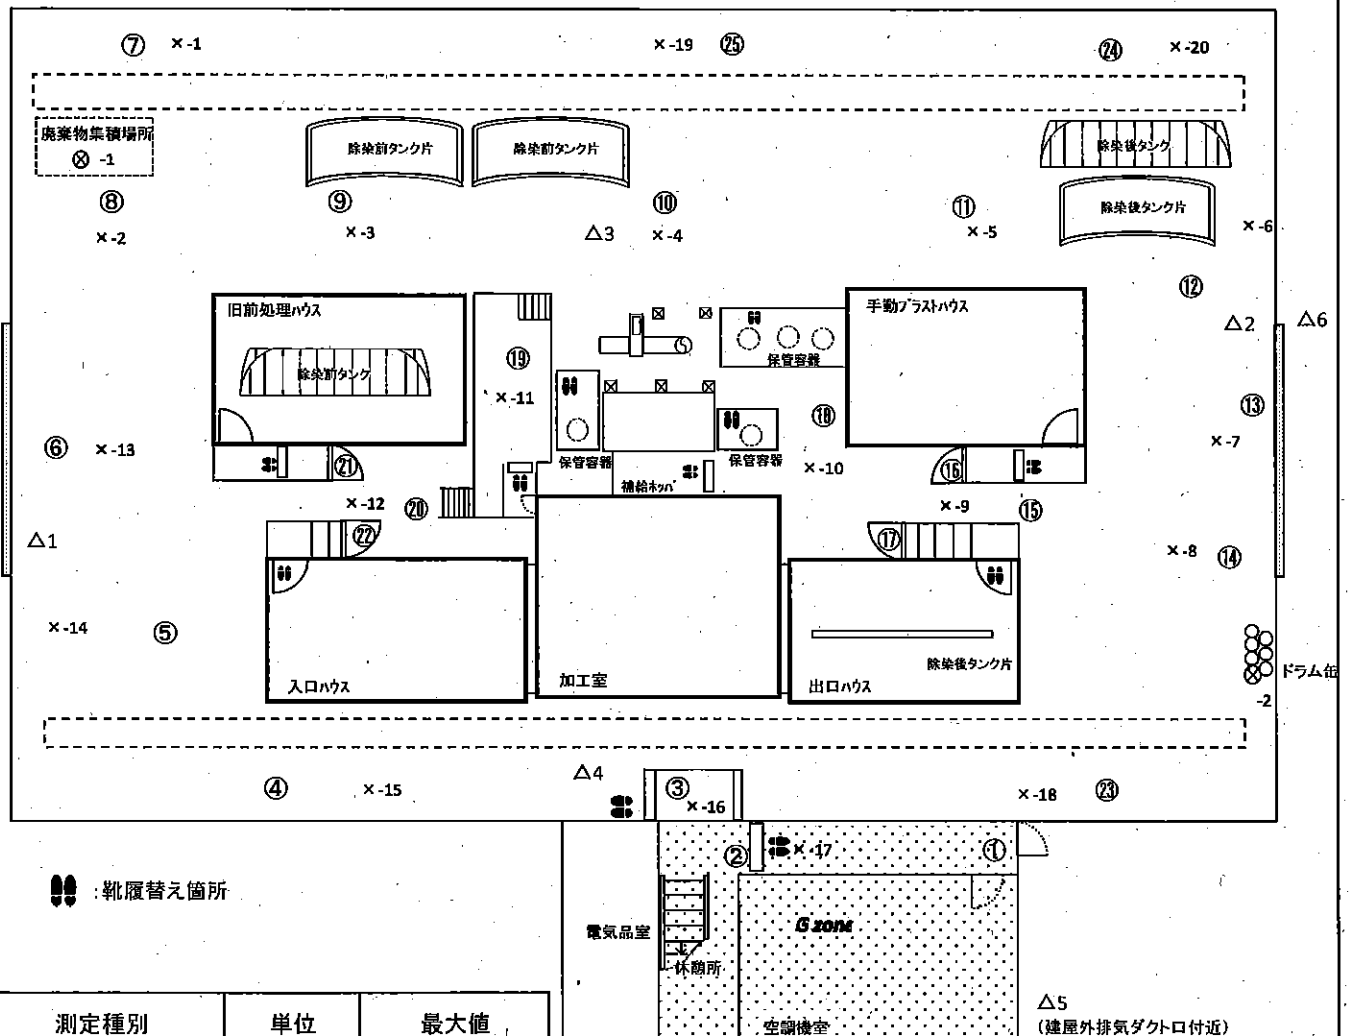 ⑦ ×-1 ×-19 ㉕ ㉔ ×-20
廃棄物集積場所
⊗ -1
除染前タンク片 除染前タンク片 除染後タンク
除染後タンク片
⑧ ⑨ ⑩ ⑪
×-2 ×-3 △3 ×-4 ×-5 ×-6
⑫
旧前処理ハウス 手動ブラストハウス
△2 △6
除染前タンク ⑲ 保管容器
×-11 ⑱ ⑬
⑥ ×-13 ×-7
㉑ 保管容器 保管容器 ×-10 ⑯
補給ホッパ
×-12 ⑳ ×-9 ⑮
△1 ㉒ ⑰ ×-8 ⑭
×-14 ⑤
除染後タンク片 ドラム缶
入口ハウス 加工室 出口ハウス
-2
△4
④ ×-15 ③ ×-16 ×-18 ㉓
② ×-17 ①
:靴履替え箇所
G zone
電気品室
休憩所
△5
測定種別 単位 最大値
空調機室 (建屋外排気ダクト口付近)